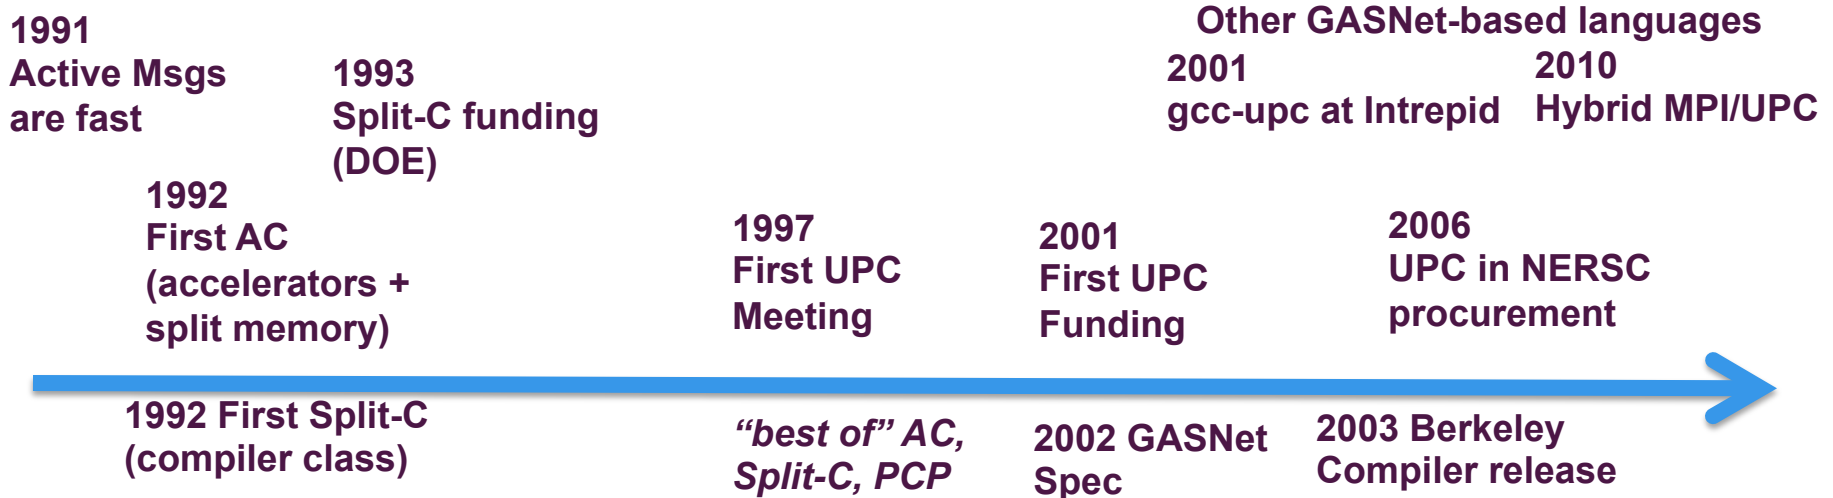 1991
Active Msgs
are fast
1993
Split-C funding
(DOE)
Other GASNet-based languages
2001
gcc-upc at Intrepid
2010
Hybrid MPI/UPC
1992
First AC
(accelerators +
split memory)
1997
First UPC
Meeting
2001
First UPC
Funding
2006
UPC in NERSC
procurement
1992 First Split-C
(compiler class)
“best of” AC,
Split-C, PCP
2002 GASNet
Spec
2003 Berkeley
Compiler release